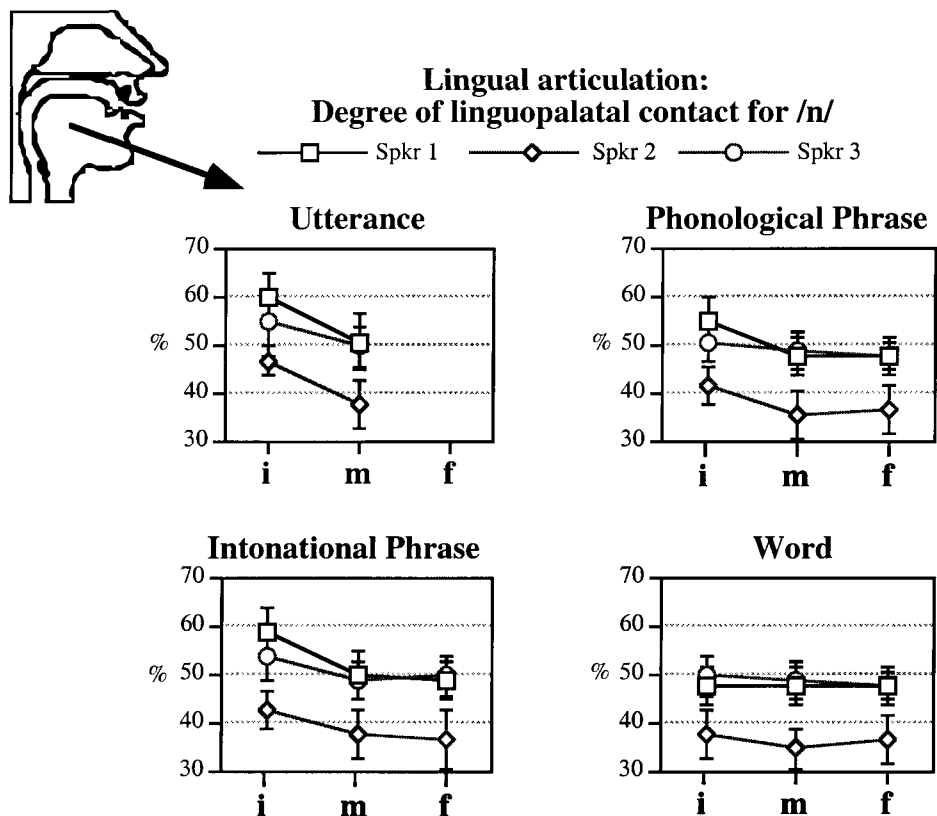 Lingual articulation:
Degree of linguopalatal contact for /n/
Spkr 1 Spkr 2 Spkr 3
Utterance
70
60
%
50
40
30
i m f
Phonological Phrase
70
60
%
50
40
30
i m f
Intonational Phrase
70
60
%
50
40
30
i m f
Word
70
60
%
50
40
30
i m f